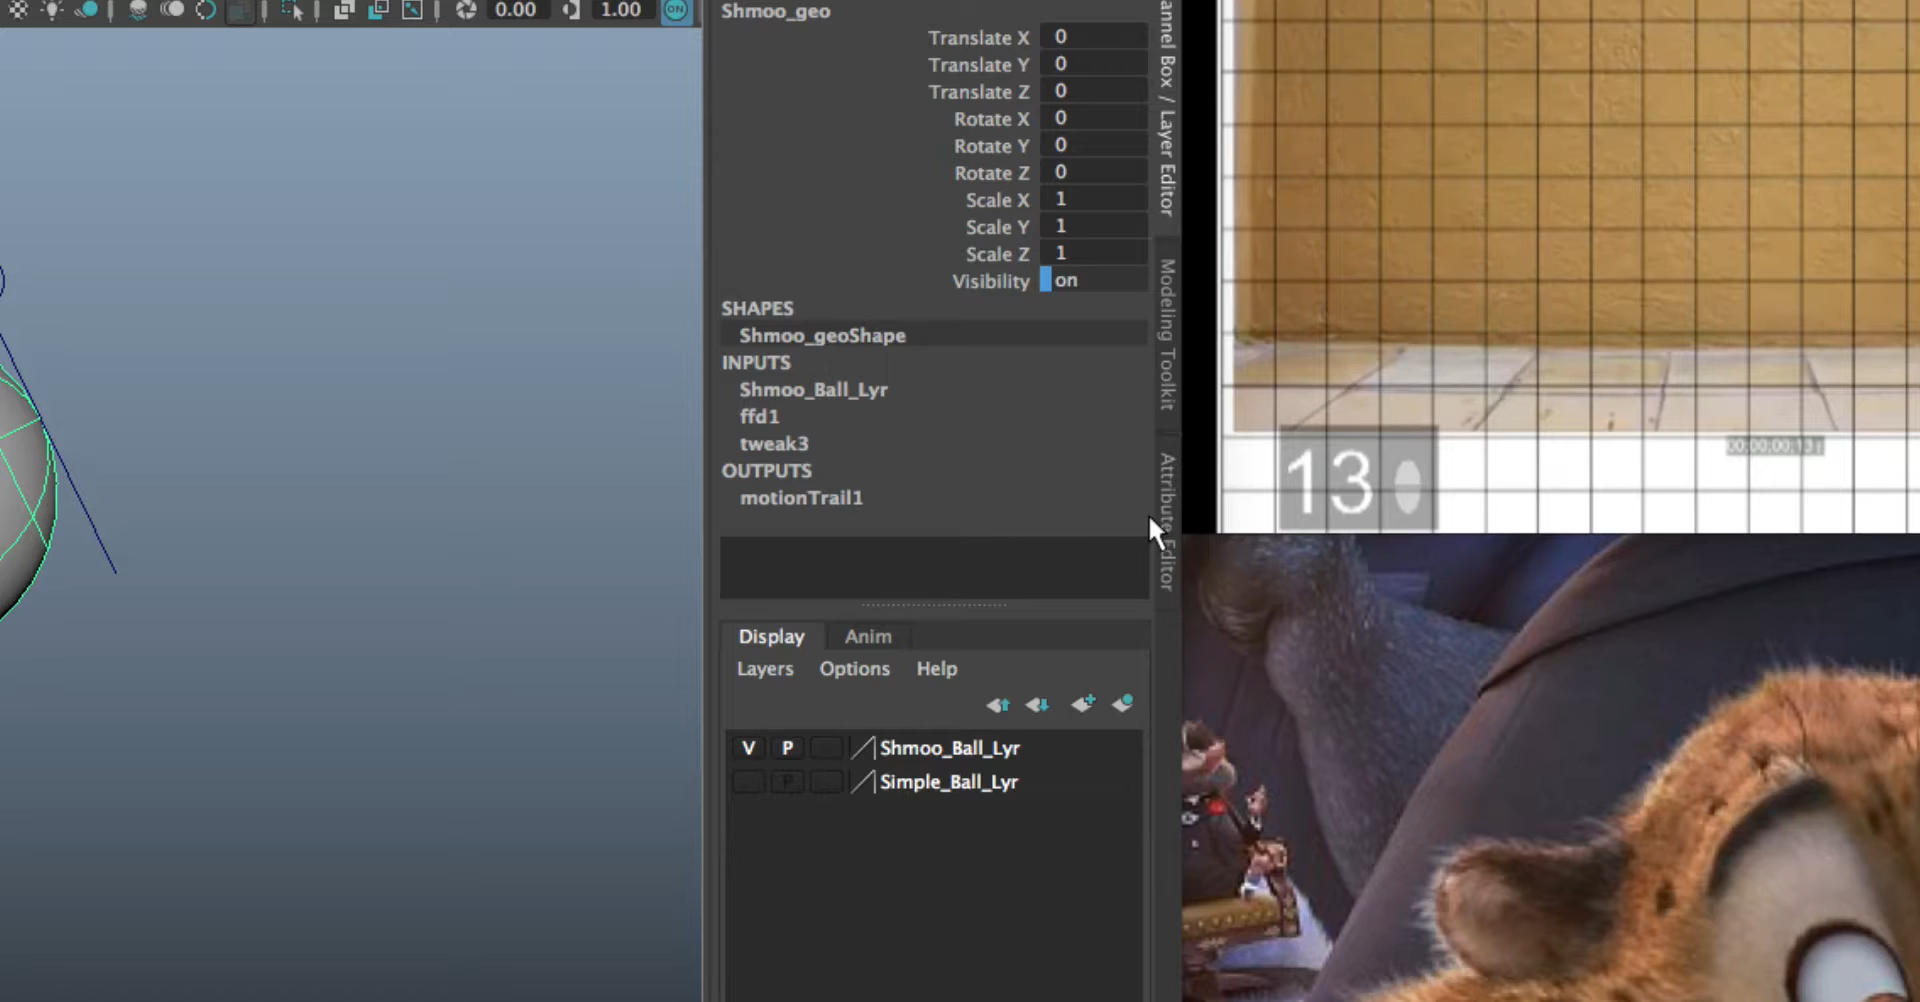 0.00 1.00 ON
Shmoo_geo
Translate X 0
Translate Y 0
Translate Z 0
Rotate X 0
Rotate Y 0
Rotate Z 0
Scale X 1
Scale Y 1
Scale Z 1
Visibility on
SHAPES
Shmoo_geoShape
INPUTS
Shmoo_Ball_Lyr
ffd1
tweak3
OUTPUTS
motionTrail1
Display Anim
Layers Options Help
V P Shmoo_Ball_Lyr
P Simple_Ball_Lyr
annel Box / Layer Editor
Modeling Toolkit
Attribute Editor
13